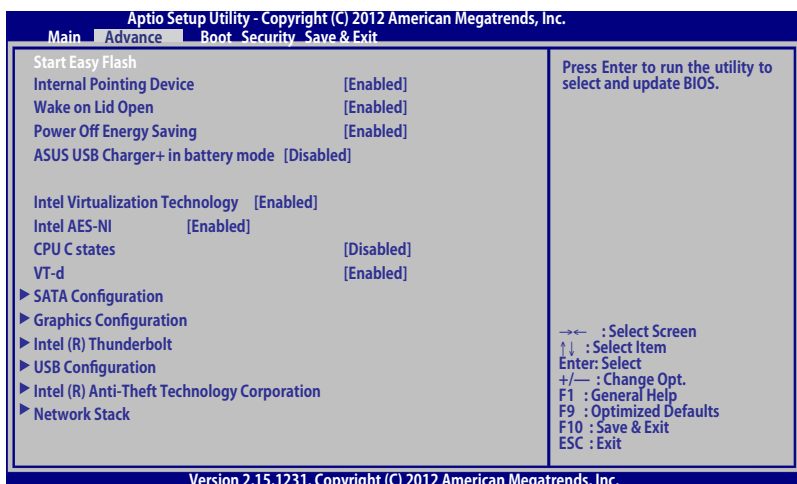 Aptio Setup Utility - Copyright (C) 2012 American Megatrends, Inc.
Main Advance Boot Security Save & Exit
Start Easy Flash
Internal Pointing Device [Enabled]
Wake on Lid Open [Enabled]
Power Off Energy Saving [Enabled]
ASUS USB Charger+ in battery mode [Disabled]
Intel Virtualization Technology [Enabled]
Intel AES-NI [Enabled]
CPU C states [Disabled]
VT-d [Enabled]
SATA Configuration
Graphics Configuration
Intel (R) Thunderbolt
USB Configuration
Intel (R) Anti-Theft Technology Corporation
Network Stack
Press Enter to run the utility to
select and update BIOS.
→← : Select Screen
↑↓ : Select Item
Enter: Select
+/— : Change Opt.
F1 : General Help
F9 : Optimized Defaults
F10 : Save & Exit
ESC : Exit
Version 2.15.1231. Copyright (C) 2012 American Megatrends, Inc.